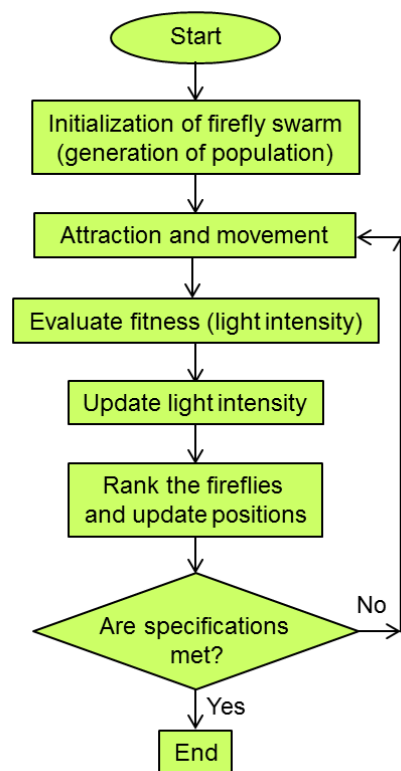 Start
Initialization of firefly swarm
(generation of population)
Attraction and movement
Evaluate fitness (light intensity)
Update light intensity
Rank the fireflies
and update positions
Are specifications
met?
No
Yes
End